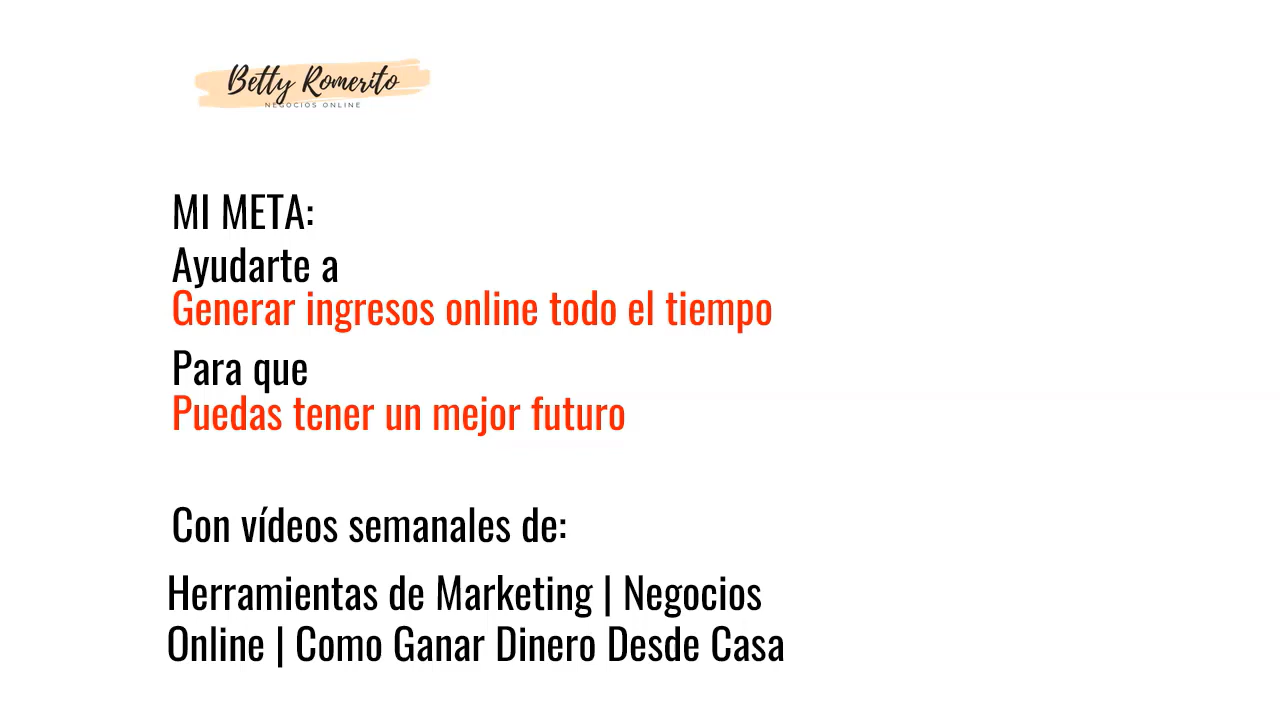 Betty Romerito
NEGOCIOS ONLINE
MI META:
Ayudarte a
Generar ingresos online todo el tiempo
Para que
Puedas tener un mejor futuro
Con vídeos semanales de:
Herramientas de Marketing | Negocios
Online | Como Ganar Dinero Desde Casa